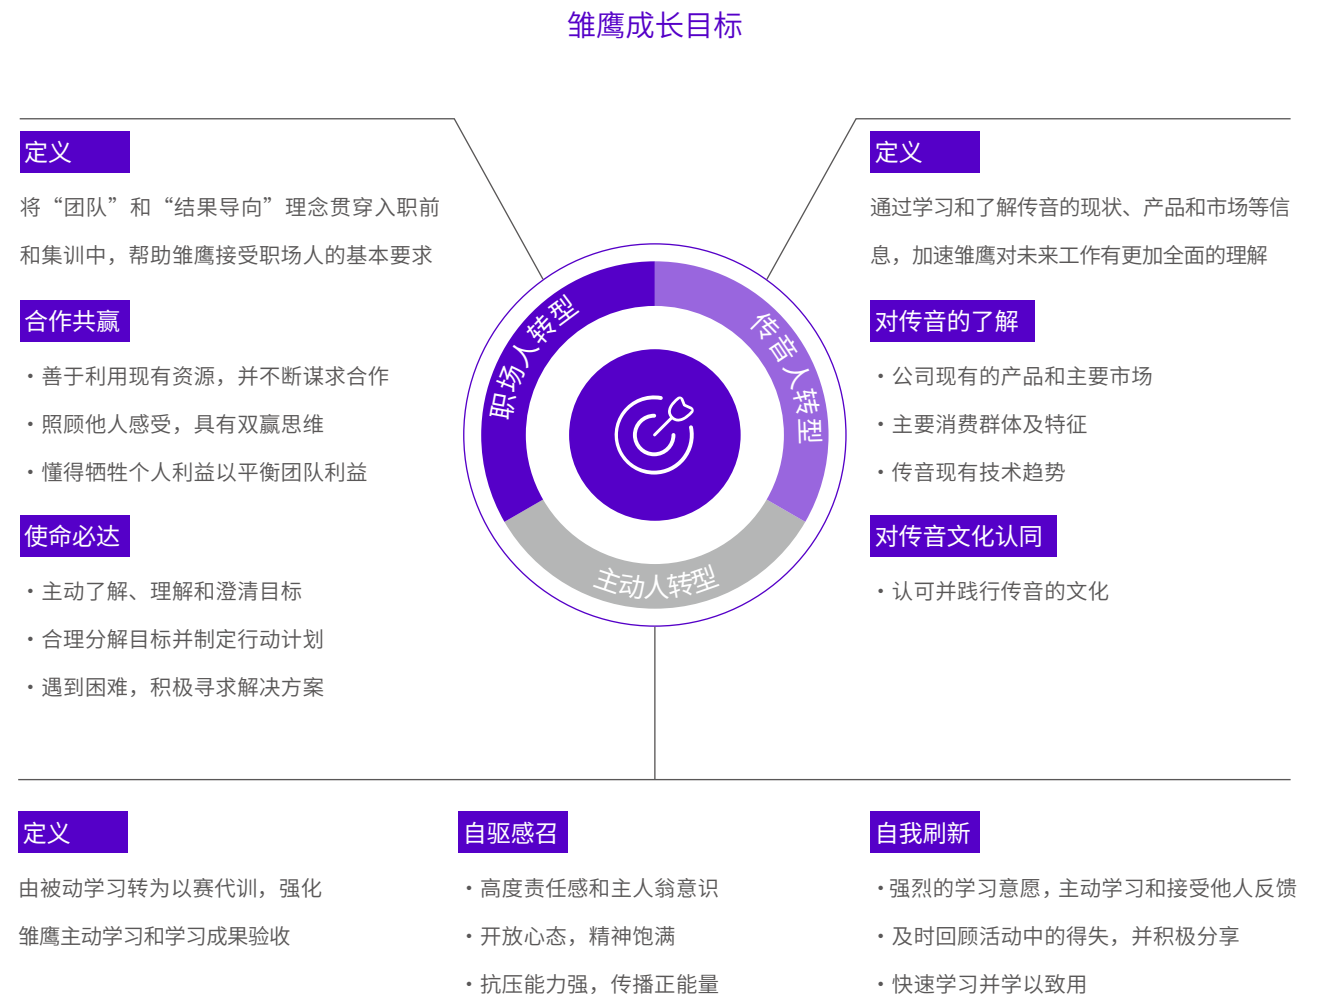 雏鹰成长目标
定义
将“团队”和“结果导向”理念贯穿入职前
和集训中，帮助雏鹰接受职场人的基本要求
合作共赢
・善于利用现有资源，并不断谋求合作
・照顾他人感受，具有双赢思维
・懂得牺牲个人利益以平衡团队利益
使命必达
・主动了解、理解和澄清目标
・合理分解目标并制定行动计划
・遇到困难，积极寻求解决方案
职场人转型
传音人转型
主动人转型
定义
通过学习和了解传音的现状、产品和市场等信
息，加速雏鹰对未来工作有更加全面的理解
对传音的了解
・公司现有的产品和主要市场
・主要消费群体及特征
・传音现有技术趋势
对传音文化认同
・认可并践行传音的文化
定义
由被动学习转为以赛代训，强化
雏鹰主动学习和学习成果验收
自驱感召
・高度责任感和主人翁意识
・开放心态，精神饱满
・抗压能力强，传播正能量
自我刷新
・强烈的学习意愿，主动学习和接受他人反馈
・及时回顾活动中的得失，并积极分享
・快速学习并学以致用